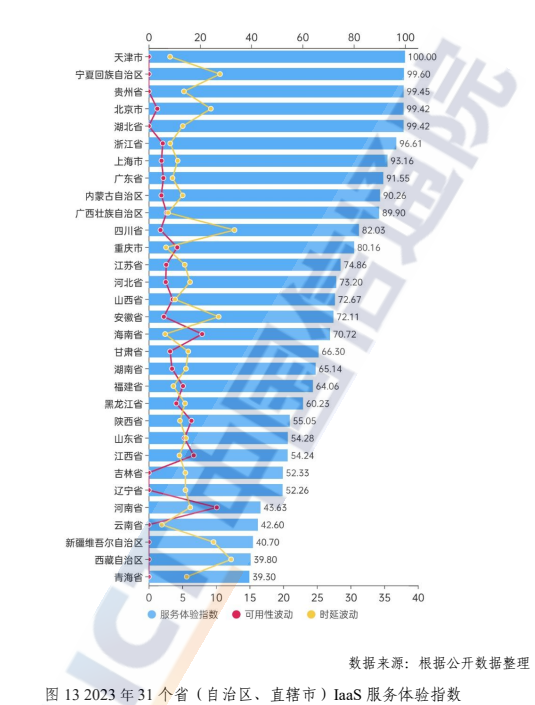 0 20 40 60 80 100
天津市 100.00
宁夏回族自治区 99.60
贵州省 99.45
北京市 99.42
湖北省 99.42
浙江省 96.61
上海市 93.16
广东省 91.55
内蒙古自治区 90.26
广西壮族自治区 89.90
四川省 82.03
重庆市 80.16
江苏省 74.86
河北省 73.20
山西省 72.67
安徽省 72.11
海南省 70.72
甘肃省 66.30
湖南省 65.14
福建省 64.06
黑龙江省 60.23
陕西省 55.05
山东省 54.28
江西省 54.24
吉林省 52.33
辽宁省 52.26
河南省 43.63
云南省 42.60
新疆维吾尔自治区 40.70
西藏自治区 39.80
青海省 39.30
0 5 10 15 20 25 30 35 40
服务体验指数 可用性波动 时延波动
数据来源：根据公开数据整理
图 13 2023 年 31 个省（自治区、直辖市）IaaS 服务体验指数
ICT中国信通院